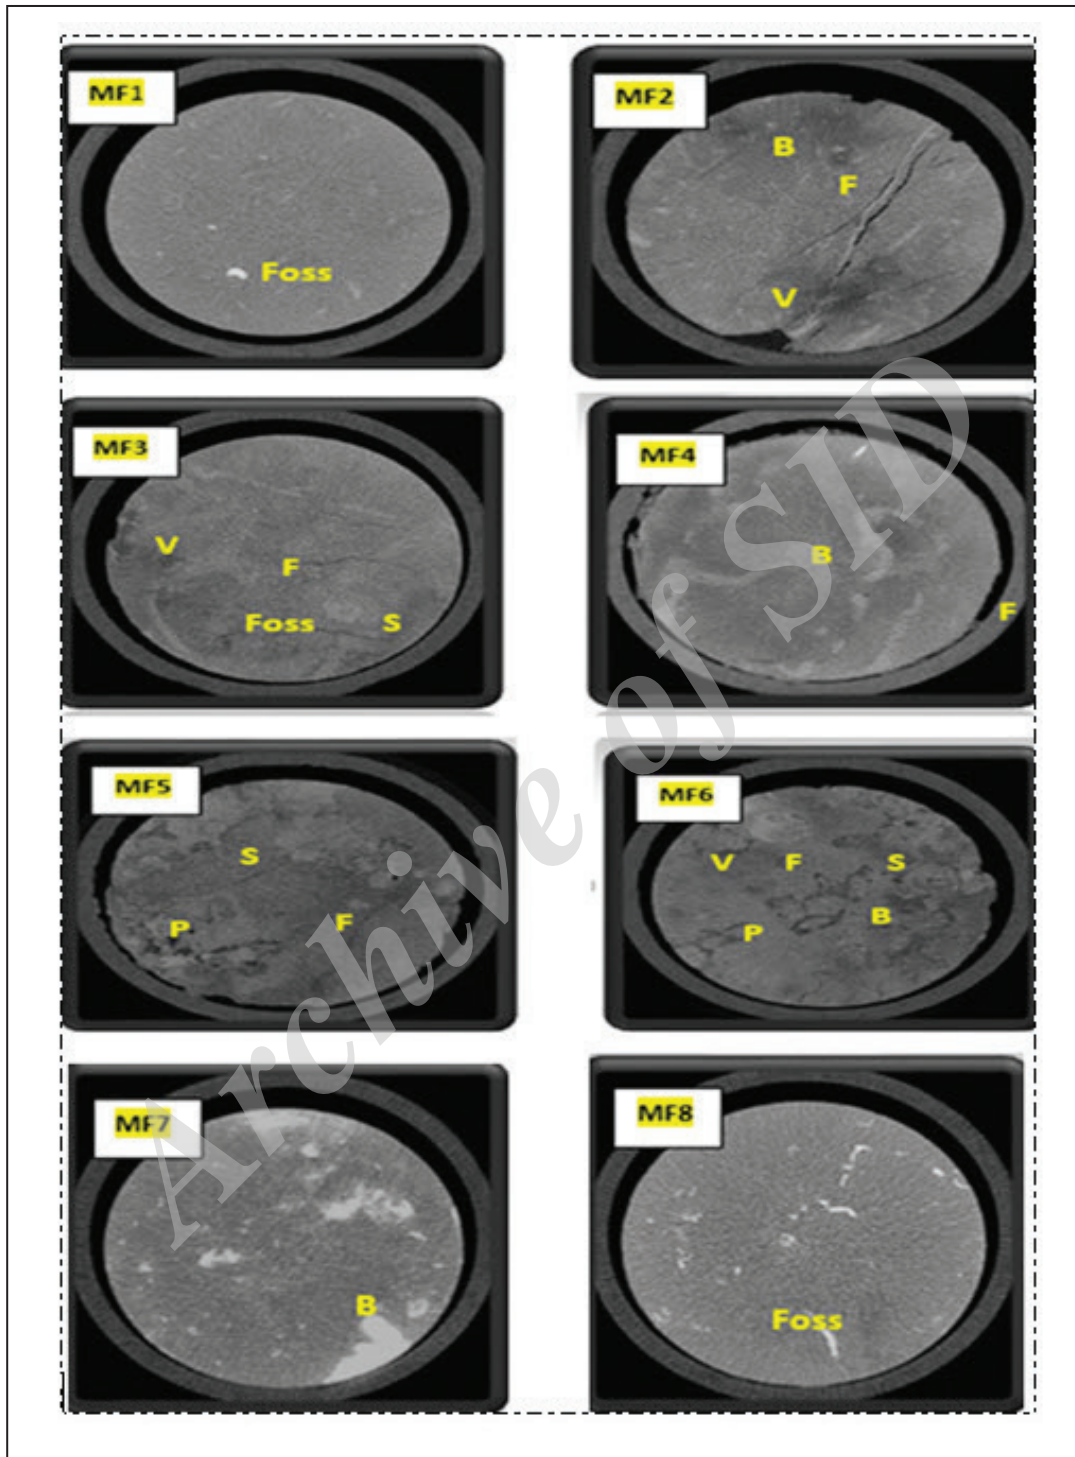 MF1
Foss
MF2
B
F
V
MF3
V
F
Foss S
MF4
B
F
MF5
S
P
F
MF6
V F S
B
P
MF7
B
MF8
Foss
Archive of SID